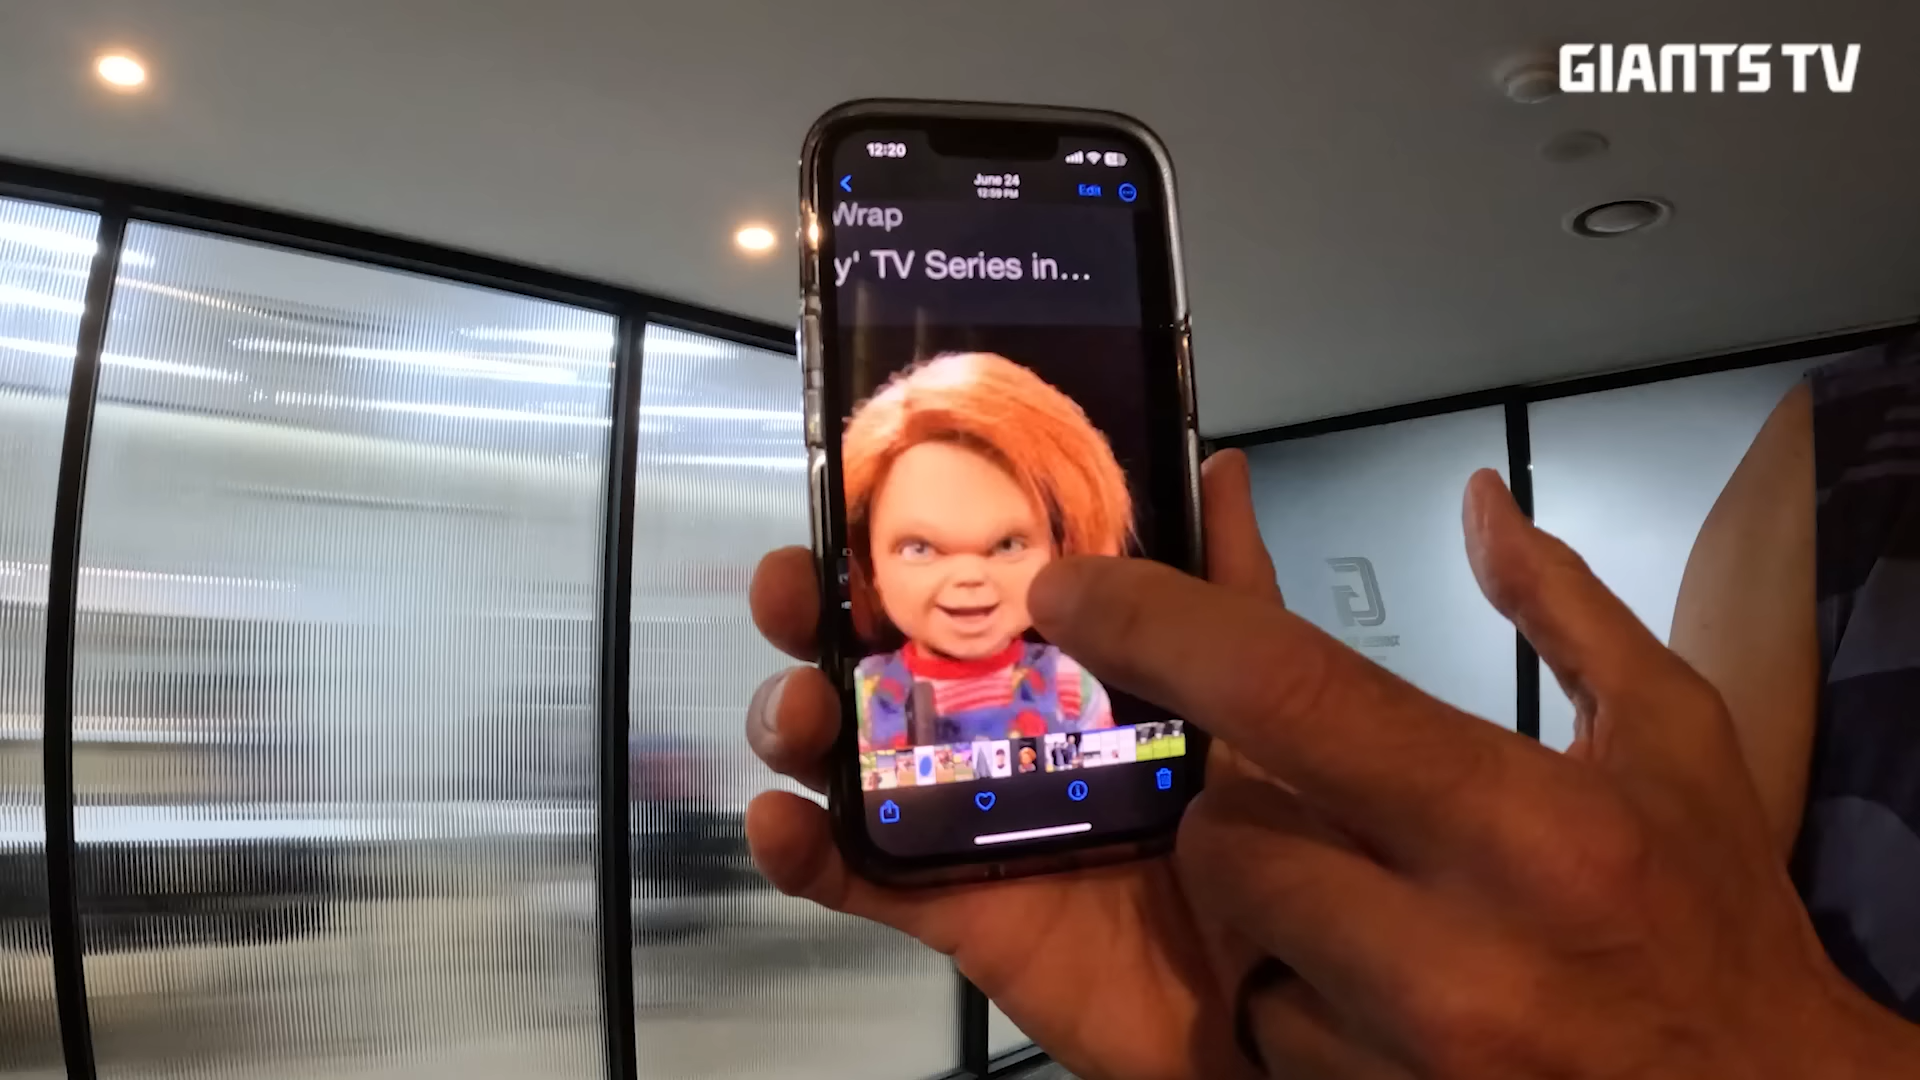 GIANTS TV
12:20
June 24
12:59 PM
Edit
Wrap
y' TV Series in...